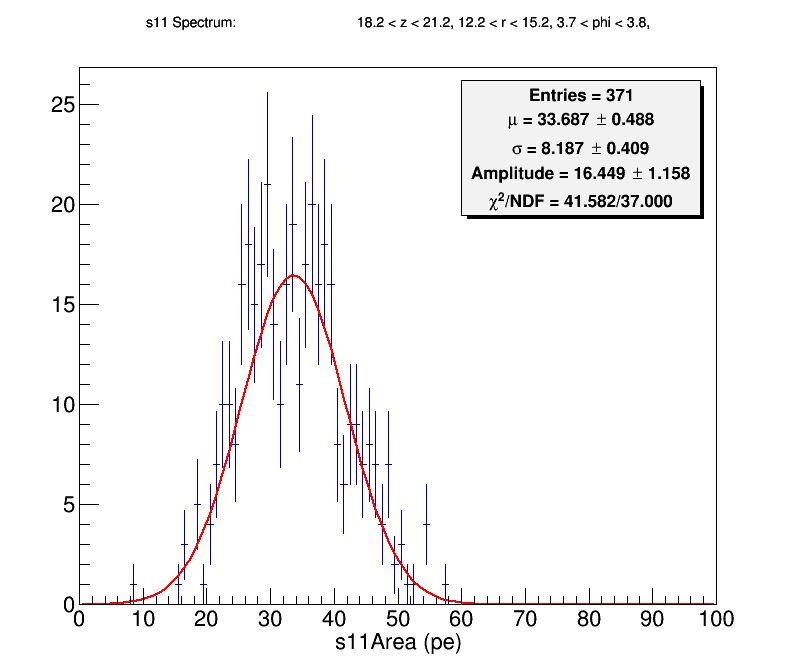 s11 Spectrum: 18.2 < z < 21.2, 12.2 < r < 15.2, 3.7 < phi < 3.8,
Entries = 371
μ = 33.687 ± 0.488
σ = 8.187 ± 0.409
Amplitude = 16.449 ± 1.158
χ²/NDF = 41.582/37.000
25
20
15
10
5
0
0 10 20 30 40 50 60 70 80 90 100
s11Area (pe)